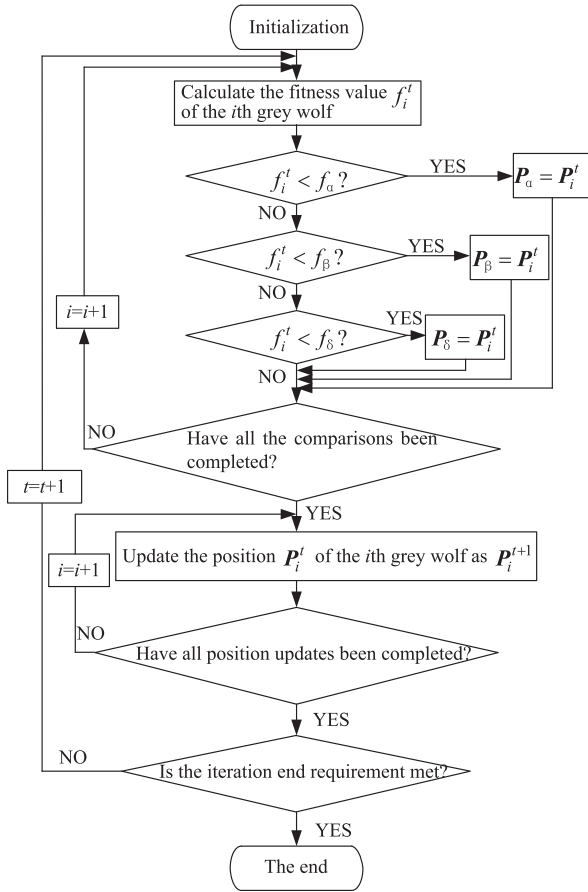 Initialization
Calculate the fitness value f_i^t
of the ith grey wolf
f_i^t < f_α?
YES
P_α = P_i^t
NO
f_i^t < f_β?
YES
P_β = P_i^t
NO
i=i+1
f_i^t < f_δ?
YES
P_δ = P_i^t
NO
NO
Have all the comparisons been
completed?
t=t+1
YES
i=i+1
Update the position P_i^t of the ith grey wolf as P_i^{t+1}
NO
Have all position updates been completed?
YES
NO
Is the iteration end requirement met?
YES
The end